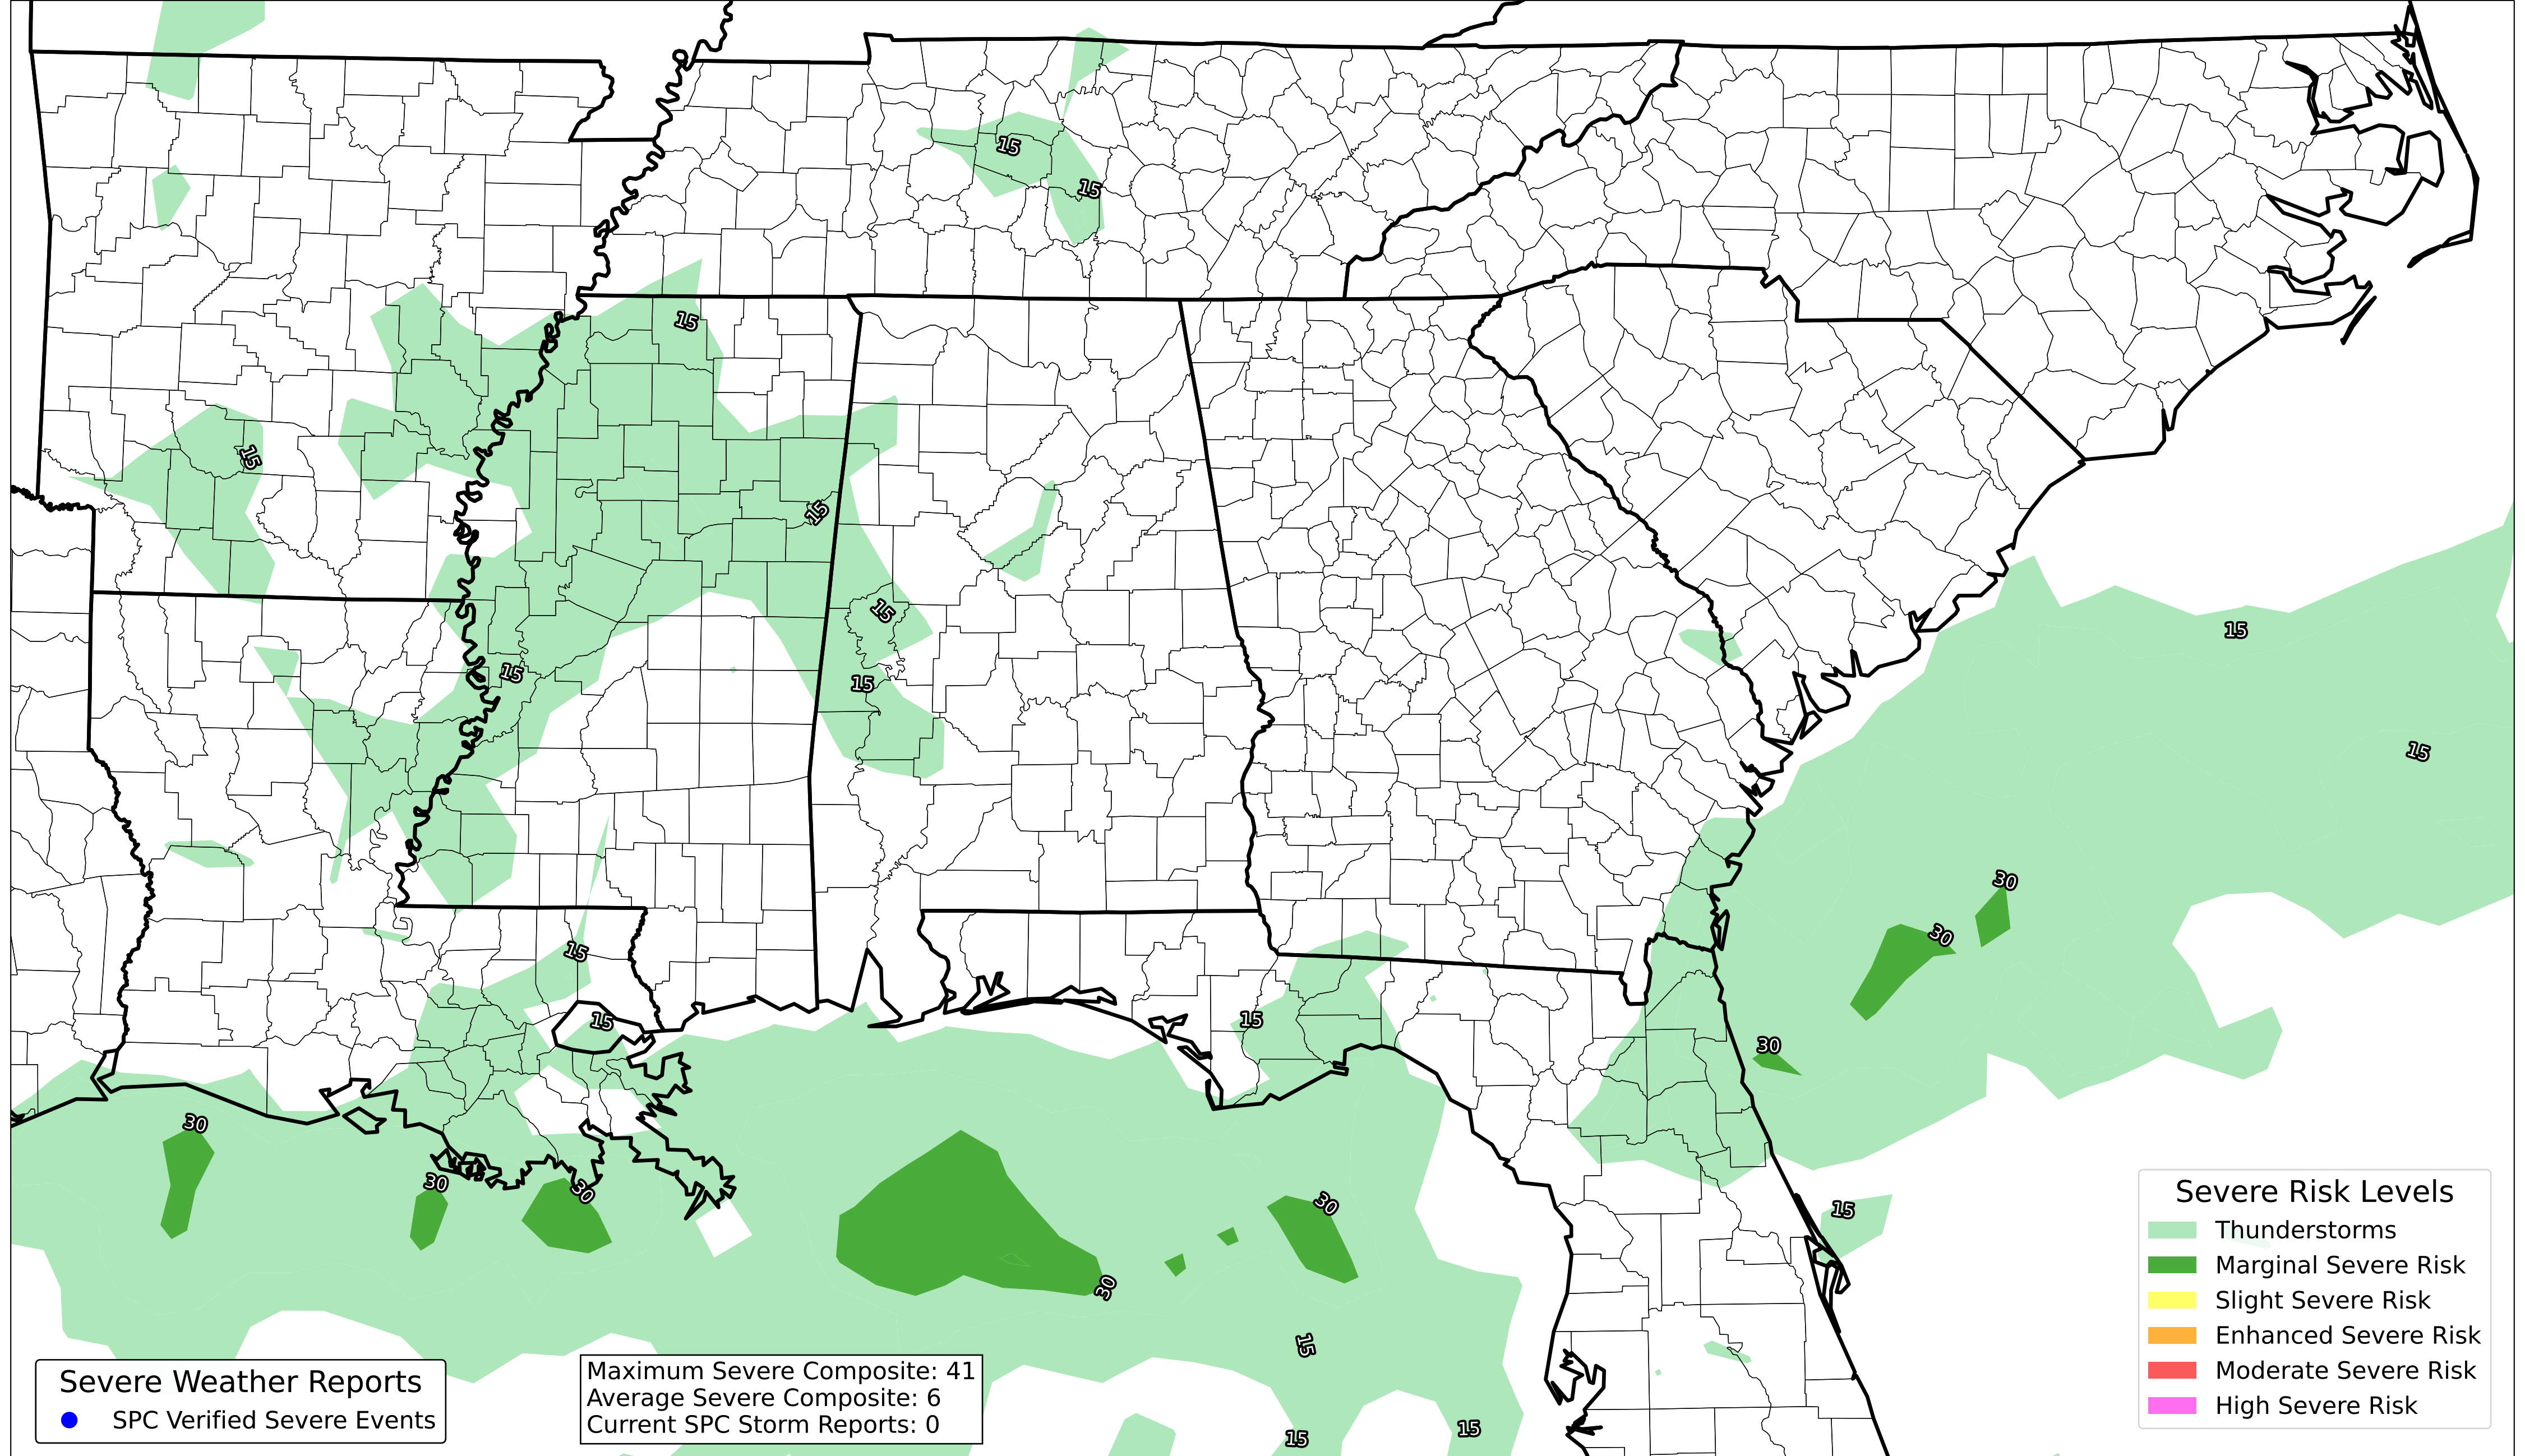 15
15
15
15
15
15
15
15
15
15
30
30
15
15
15
30
30
30
30
30
15
30
15
15
15
Severe Risk Levels
Thunderstorms
Marginal Severe Risk
Slight Severe Risk
Enhanced Severe Risk
Moderate Severe Risk
High Severe Risk
Severe Weather Reports
SPC Verified Severe Events
Maximum Severe Composite: 41
Average Severe Composite: 6
Current SPC Storm Reports: 0